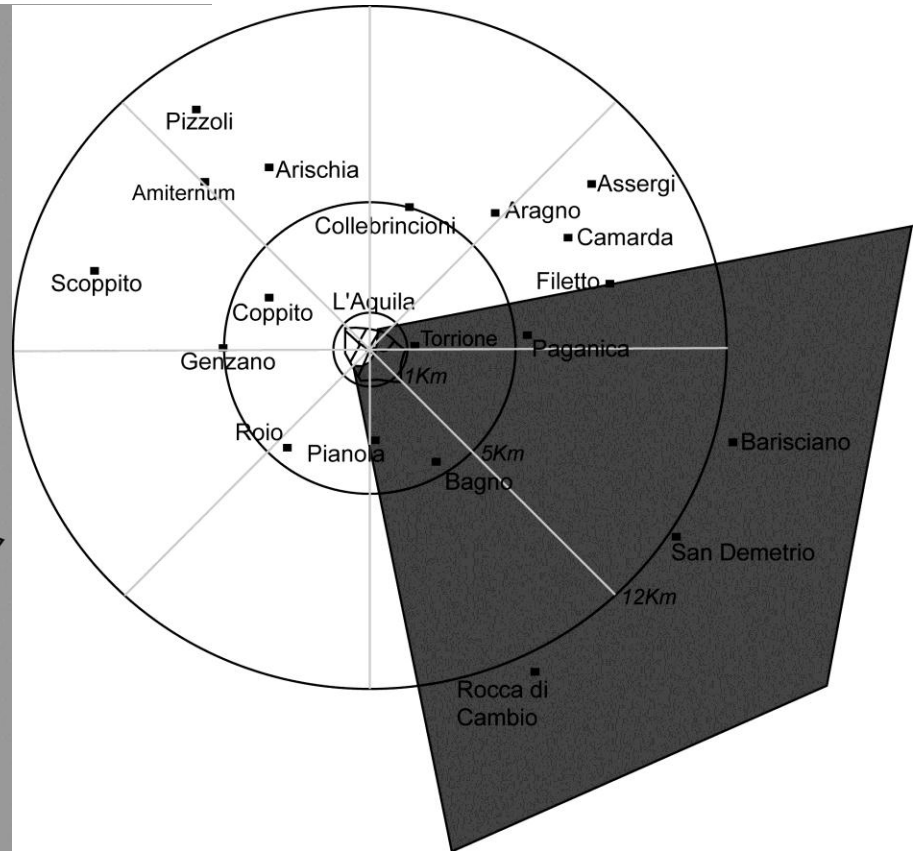 Pizzoli
Arischia
Amiternum
Assergi
Aragno
Collebrincioni
Camarda
Scoppito
Filetto
Coppito
L'Aquila
Torrione
Paganica
Genzano
1Km
Roio
Pianola
5Km
Bagno
Barisciano
San Demetrio
12Km
Rocca di
Cambio